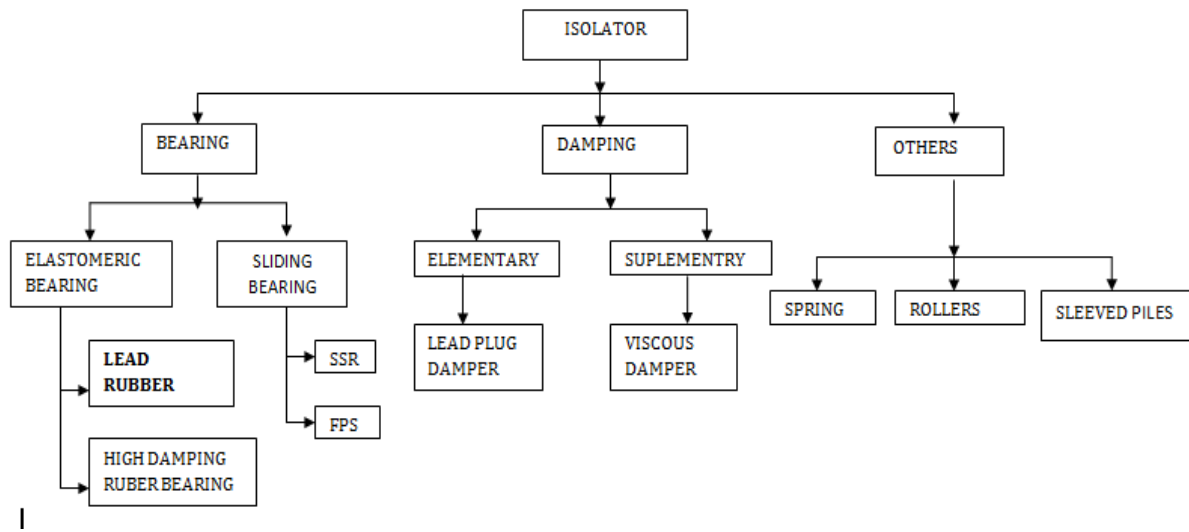 ISOLATOR
BEARING
DAMPING
OTHERS
ELASTOMERIC
BEARING
SLIDING
BEARING
ELEMENTARY
SUPLEMENTRY
SPRING
ROLLERS
SLEEVED PILES
LEAD
RUBBER
SSR
LEAD PLUG
DAMPER
VISCOUS
DAMPER
FPS
HIGH DAMPING
RUBER BEARING